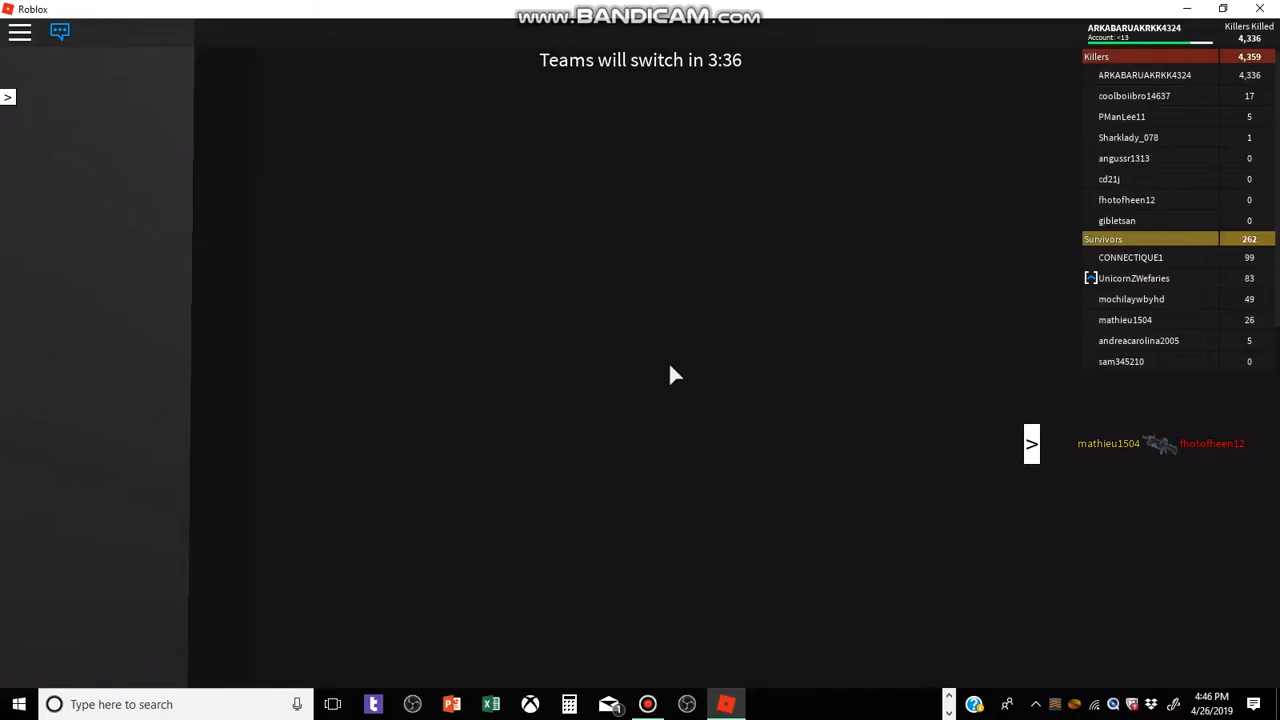 Roblox
www.BANDICAM.com
Teams will switch in 3:36
>
ARKABARUAKRKK4324
Account: <13
Killers Killed
4,336
Killers 4,359
ARKABARUAKRKK4324 4,336
coolboiibro14637 17
PManLee11 5
Sharklady_078 1
angussr1313 0
cd21j 0
fhotofheen12 0
gibletsan 0
Survivors 262
CONNECTIQUE1 99
UnicornZWefaries 83
mochilaywbyhd 49
mathieu1504 26
andreacarolina2005 5
sam345210 0
>
mathieu1504 fhotofheen12
Type here to search
4:46 PM
4/26/2019